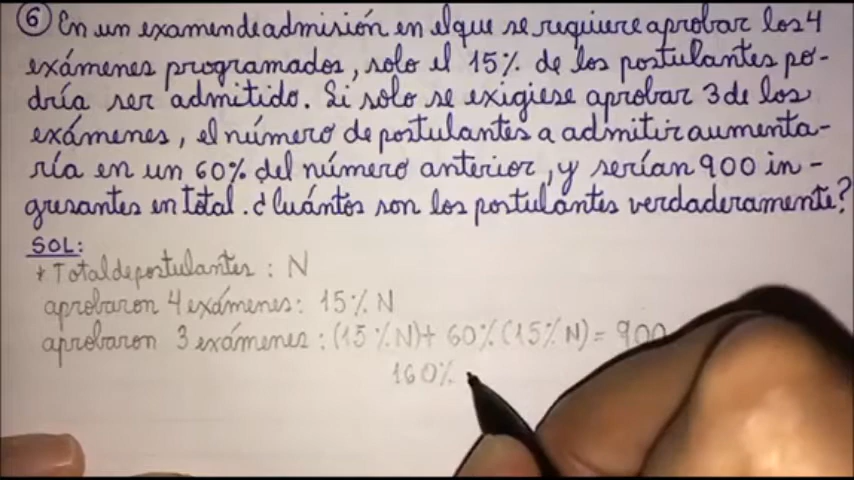 6 En un examen de admisión en el que se requiere aprobar los 4
exámenes programados, solo el 15% de los postulantes po-
dría ser admitido. Si solo se exigiese aprobar 3 de los
exámenes, el número de postulantes a admitir aumenta-
ría en un 60% del número anterior, y serían 900 in-
gresantes en total. ¿Cuántos son los postulantes verdaderamente?
SOL:
* Total de postulantes : N
aprobaron 4 exámenes: 15% N
aprobaron 3 exámenes : (15% N) + 60% (15% N) = 900
160%